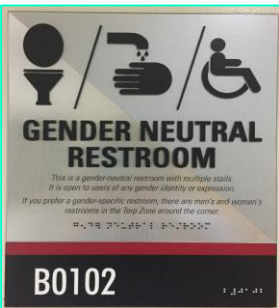 GENDER NEUTRAL
RESTROOM
This is a gender-neutral restroom with multiple stalls.
It is open to users of any gender identity or expression.
If you prefer a gender-specific restroom, there are men's and women's
restrooms in the Terp Zone around the corner.
B0102